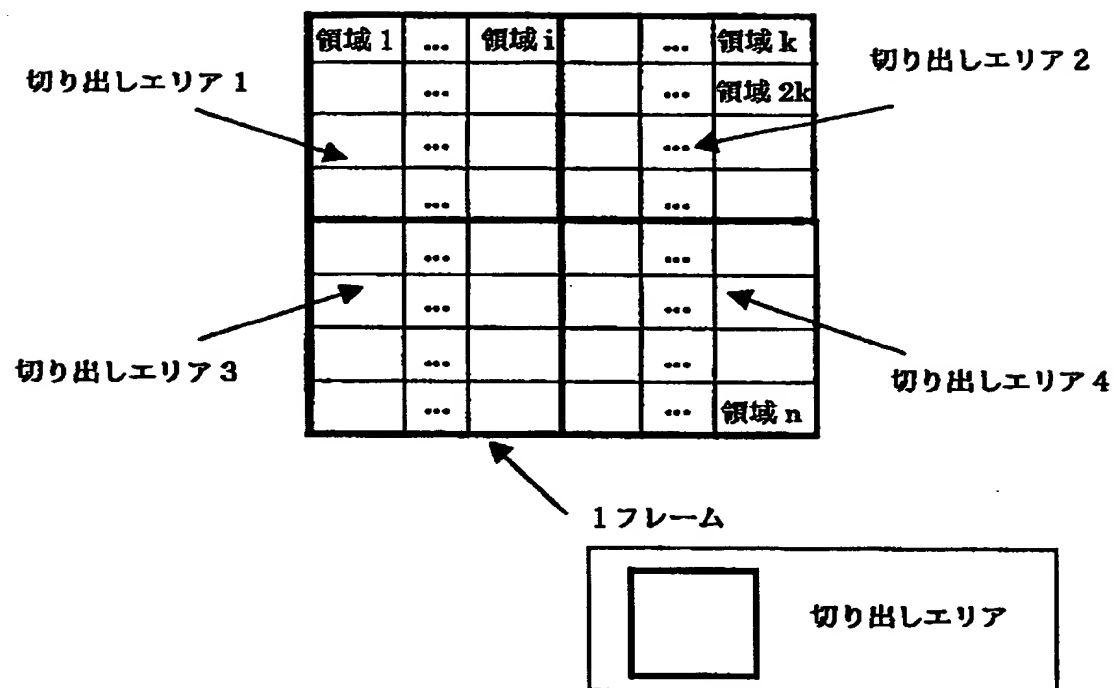 領域 1 ... 領域 i ... 領域 k
切り出しエリア 1
切り出しエリア 2
... ... 領域 2k
... ...
... ...
... ...
... ...
切り出しエリア 3
切り出しエリア 4
... ...
... ... 領域 n
1 フレーム
切り出しエリア